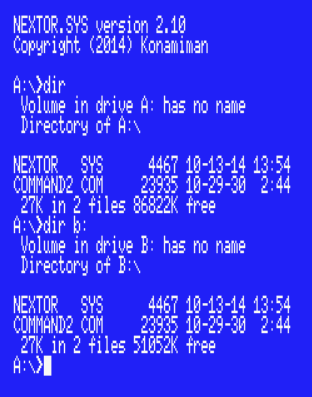 NEXTOR.SYS version 2.10
Copyright (2014) Konamiman
A:\>dir
Volume in drive A: has no name
Directory of A:\
NEXTOR   SYS      4467 10-13-14 13:54
COMMAND2 COM     23935 10-29-30  2:44
27K in 2 files 86822K free
A:\>dir b:
Volume in drive B: has no name
Directory of B:\
NEXTOR   SYS      4467 10-13-14 13:54
COMMAND2 COM     23935 10-29-30  2:44
27K in 2 files 51052K free
A:\>